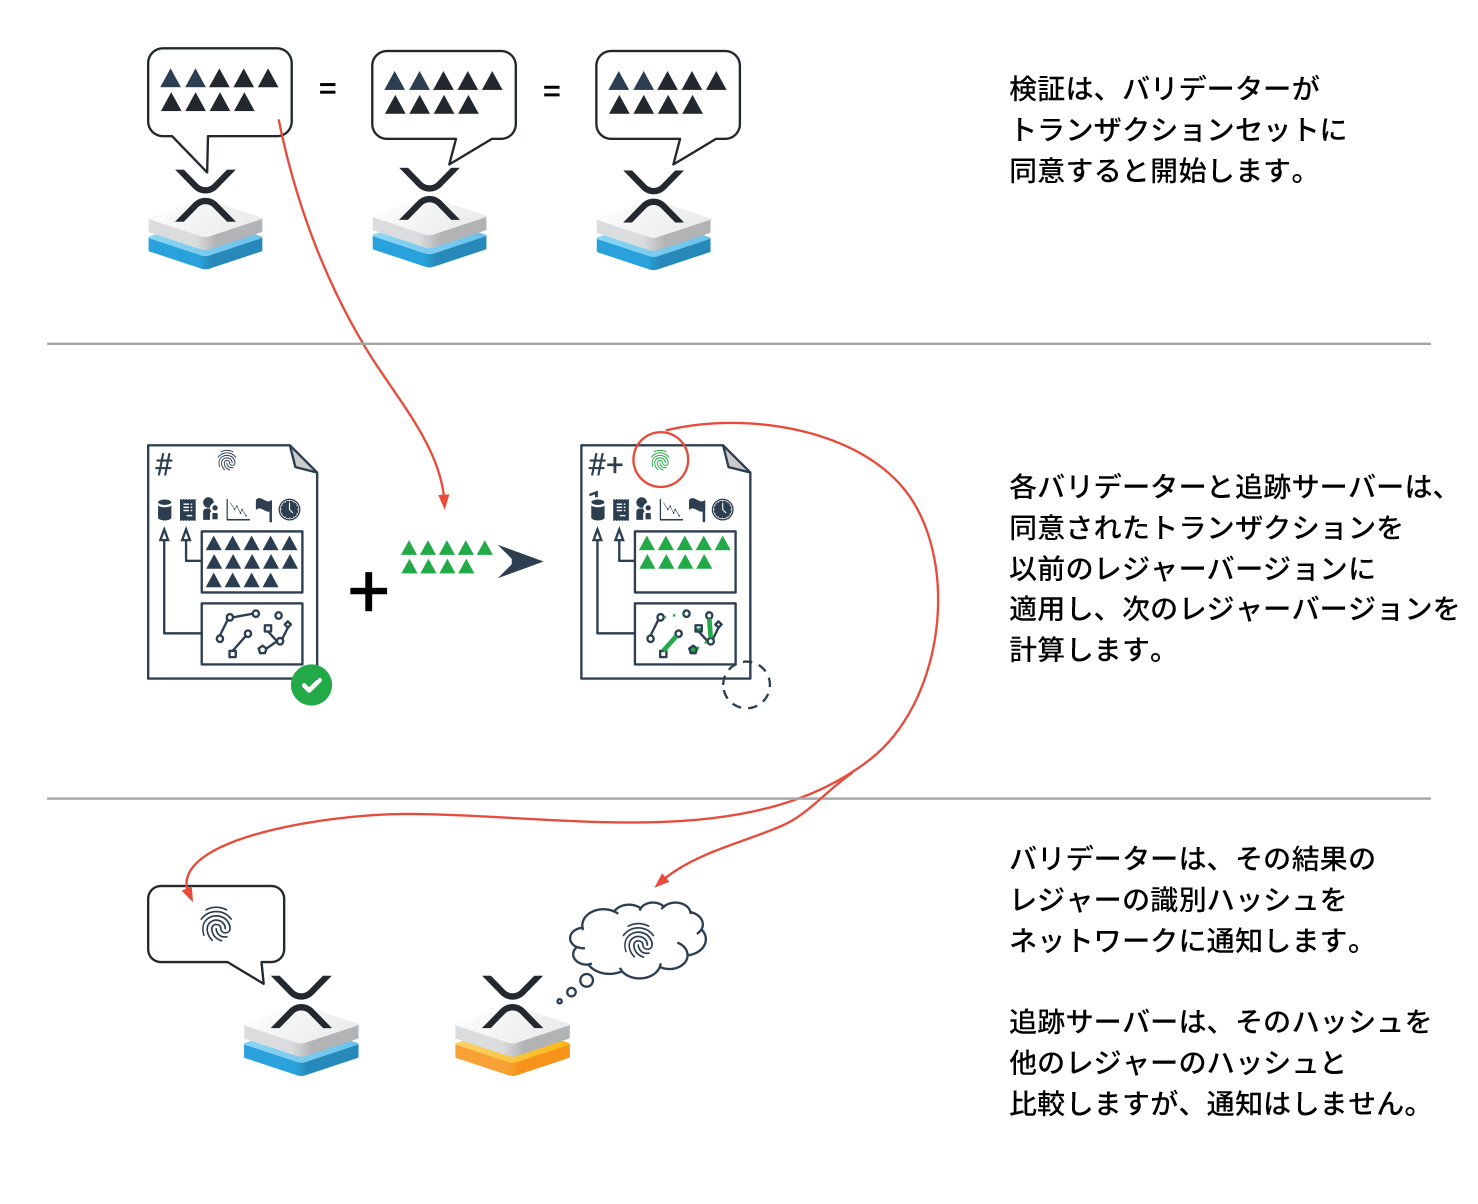 =
=
検証は、バリデーターが
トランザクションセットに
同意すると開始します。
#
+
#+
1
各バリデーターと追跡サーバーは、
同意されたトランザクションを
以前のレジャーバージョンに
適用し、次のレジャーバージョンを
計算します。
バリデーターは、その結果の
レジャーの識別ハッシュを
ネットワークに通知します。
追跡サーバーは、そのハッシュを
他のレジャーのハッシュと
比較しますが、通知はしません。